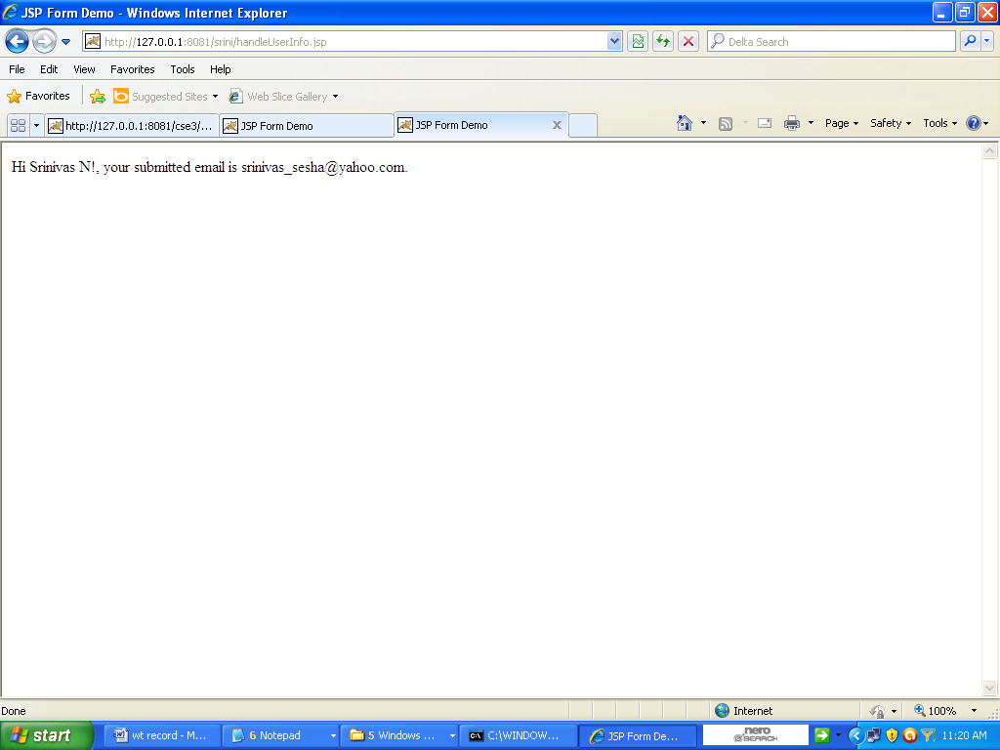 JSP Form Demo - Windows Internet Explorer
http://127.0.0.1:8081/srini/handleUserInfo.jsp
Delta Search
File Edit View Favorites Tools Help
Favorites Suggested Sites Web Slice Gallery
http://127.0.0.1:8081/cse3/... JSP Form Demo JSP Form Demo Page Safety Tools
Hi Srinivas N!, your submitted email is srinivas_sesha@yahoo.com.
Done Internet 100%
start wt record - M... 6 Notepad 5 Windows ... C:\WINDOW... JSP Form De... nero @SEARCH 11:20 AM